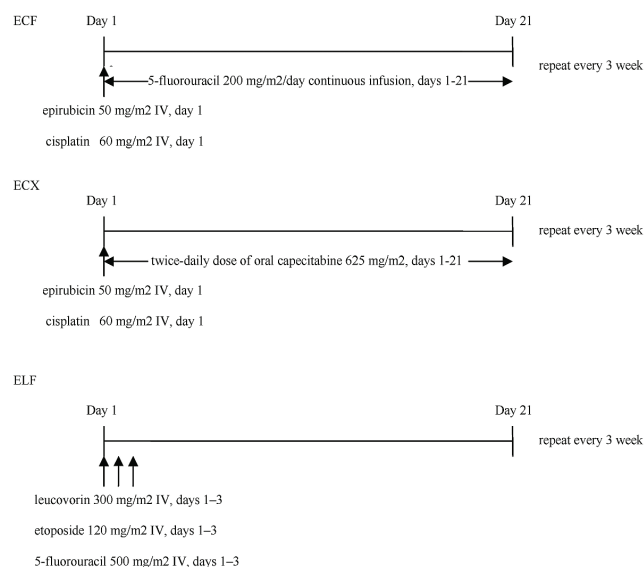 ECF
Day 1 Day 21
repeat every 3 week
5-fluorouracil 200 mg/m2/day continuous infusion, days 1-21
epirubicin 50 mg/m2 IV, day 1
cisplatin 60 mg/m2 IV, day 1
ECX
Day 1 Day 21
repeat every 3 week
twice-daily dose of oral capecitabine 625 mg/m2, days 1-21
epirubicin 50 mg/m2 IV, day 1
cisplatin 60 mg/m2 IV, day 1
ELF
Day 1 Day 21
repeat every 3 week
leucovorin 300 mg/m2 IV, days 1–3
etoposide 120 mg/m2 IV, days 1–3
5-fluorouracil 500 mg/m2 IV, days 1–3